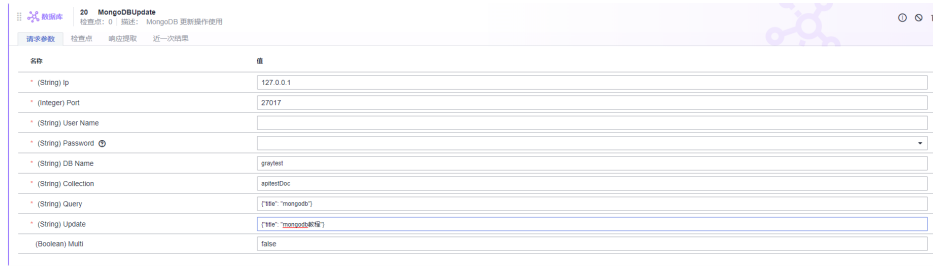 数据库 20 MongoDBUpdate
检查点：0 描述： MongoDB 更新操作使用
请求参数 检查点 响应提取 近一次结果
名称 值
* (String) Ip 127.0.0.1
* (Integer) Port 27017
* (String) User Name
* (String) Password
* (String) DB Name graytest
* (String) Collection apitestDoc
* (String) Query {"title": "mongodb"}
* (String) Update {"title": "mongodb教程"}
(Boolean) Multi false